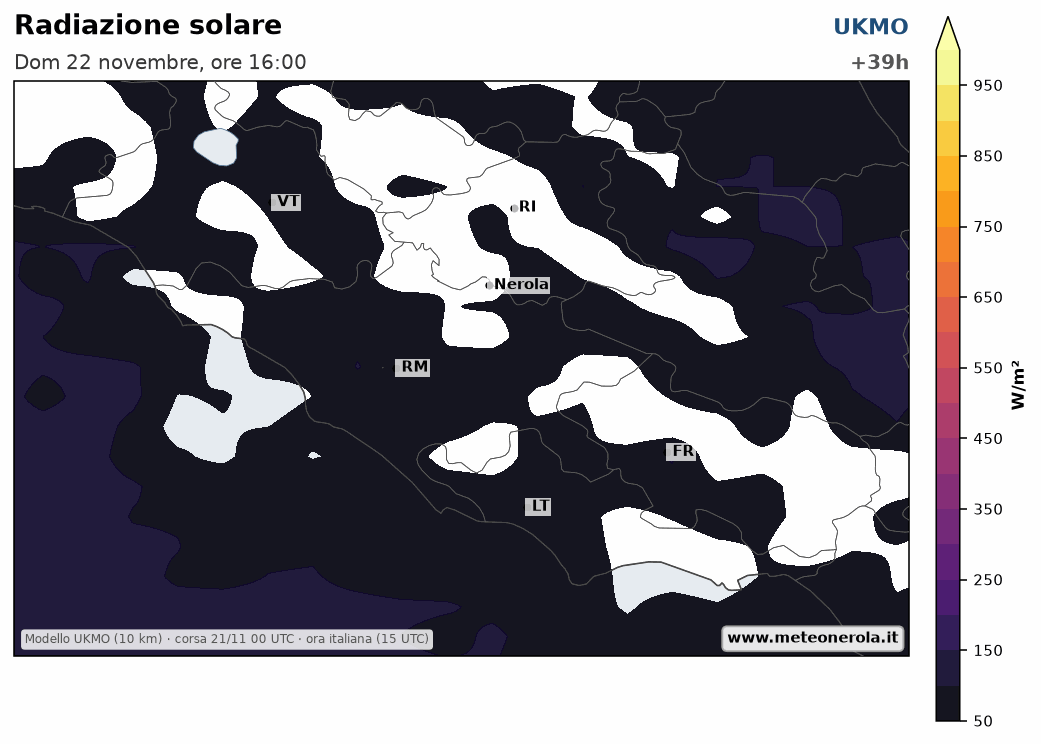 Radiazione solare
UKMO
Dom 22 novembre, ore 16:00
+39h
950
850
750
650
550
450
350
250
150
50
W/m²
VT
RI
Nerola
RM
FR
LT
Modello UKMO (10 km) · corsa 21/11 00 UTC · ora italiana (15 UTC)
www.meteonerola.it